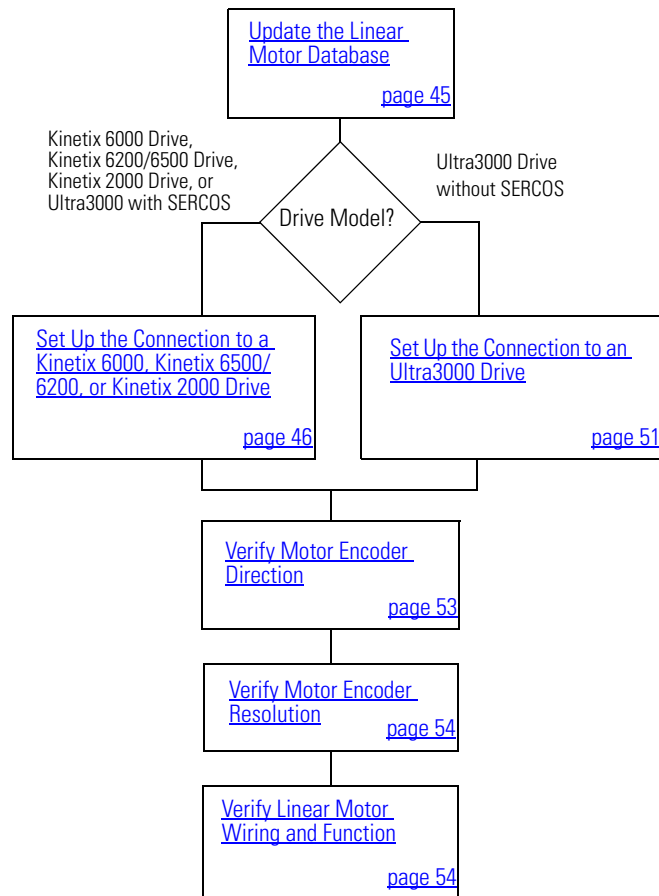 Update the Linear
Motor Database
page 45
Kinetix 6000 Drive,
Kinetix 6200/6500 Drive,
Kinetix 2000 Drive, or
Ultra3000 with SERCOS
Ultra3000 Drive
without SERCOS
Drive Model?
Set Up the Connection to a
Kinetix 6000, Kinetix 6500/
6200, or Kinetix 2000 Drive
page 46
Set Up the Connection to an
Ultra3000 Drive
page 51
Verify Motor Encoder
Direction
page 53
Verify Motor Encoder
Resolution
page 54
Verify Linear Motor
Wiring and Function
page 54